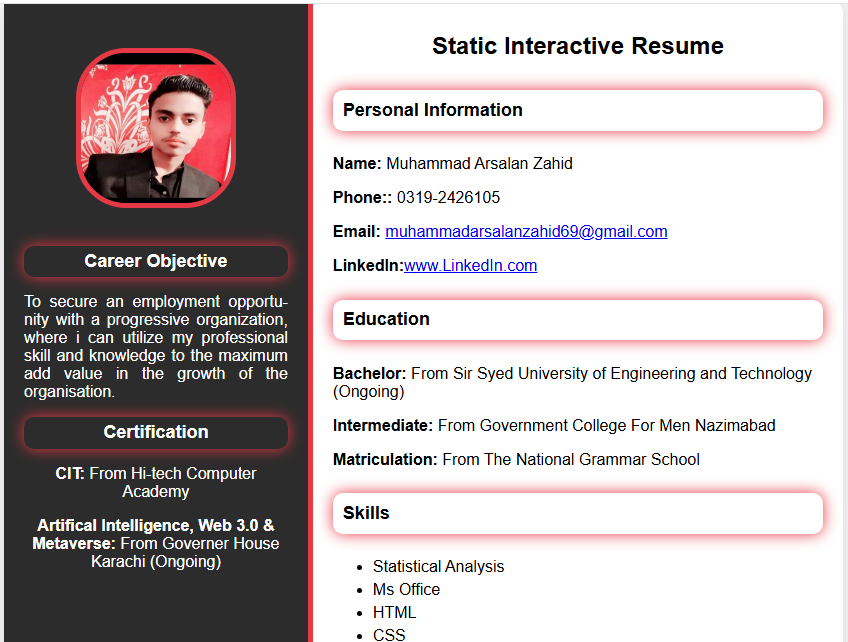 Career Objective
To secure an employment opportu-
nity with a progressive organization,
where i can utilize my professional
skill and knowledge to the maximum
add value in the growth of the
organisation.
Certification
CIT: From Hi-tech Computer
Academy
Artifical Intelligence, Web 3.0 &
Metaverse: From Governer House
Karachi (Ongoing)
Static Interactive Resume
Personal Information
Name: Muhammad Arsalan Zahid
Phone:: 0319-2426105
Email: muhammadarsalanzahid69@gmail.com
LinkedIn:www.LinkedIn.com
Education
Bachelor: From Sir Syed University of Engineering and Technology
(Ongoing)
Intermediate: From Government College For Men Nazimabad
Matriculation: From The National Grammar School
Skills
• Statistical Analysis
• Ms Office
• HTML
• CSS